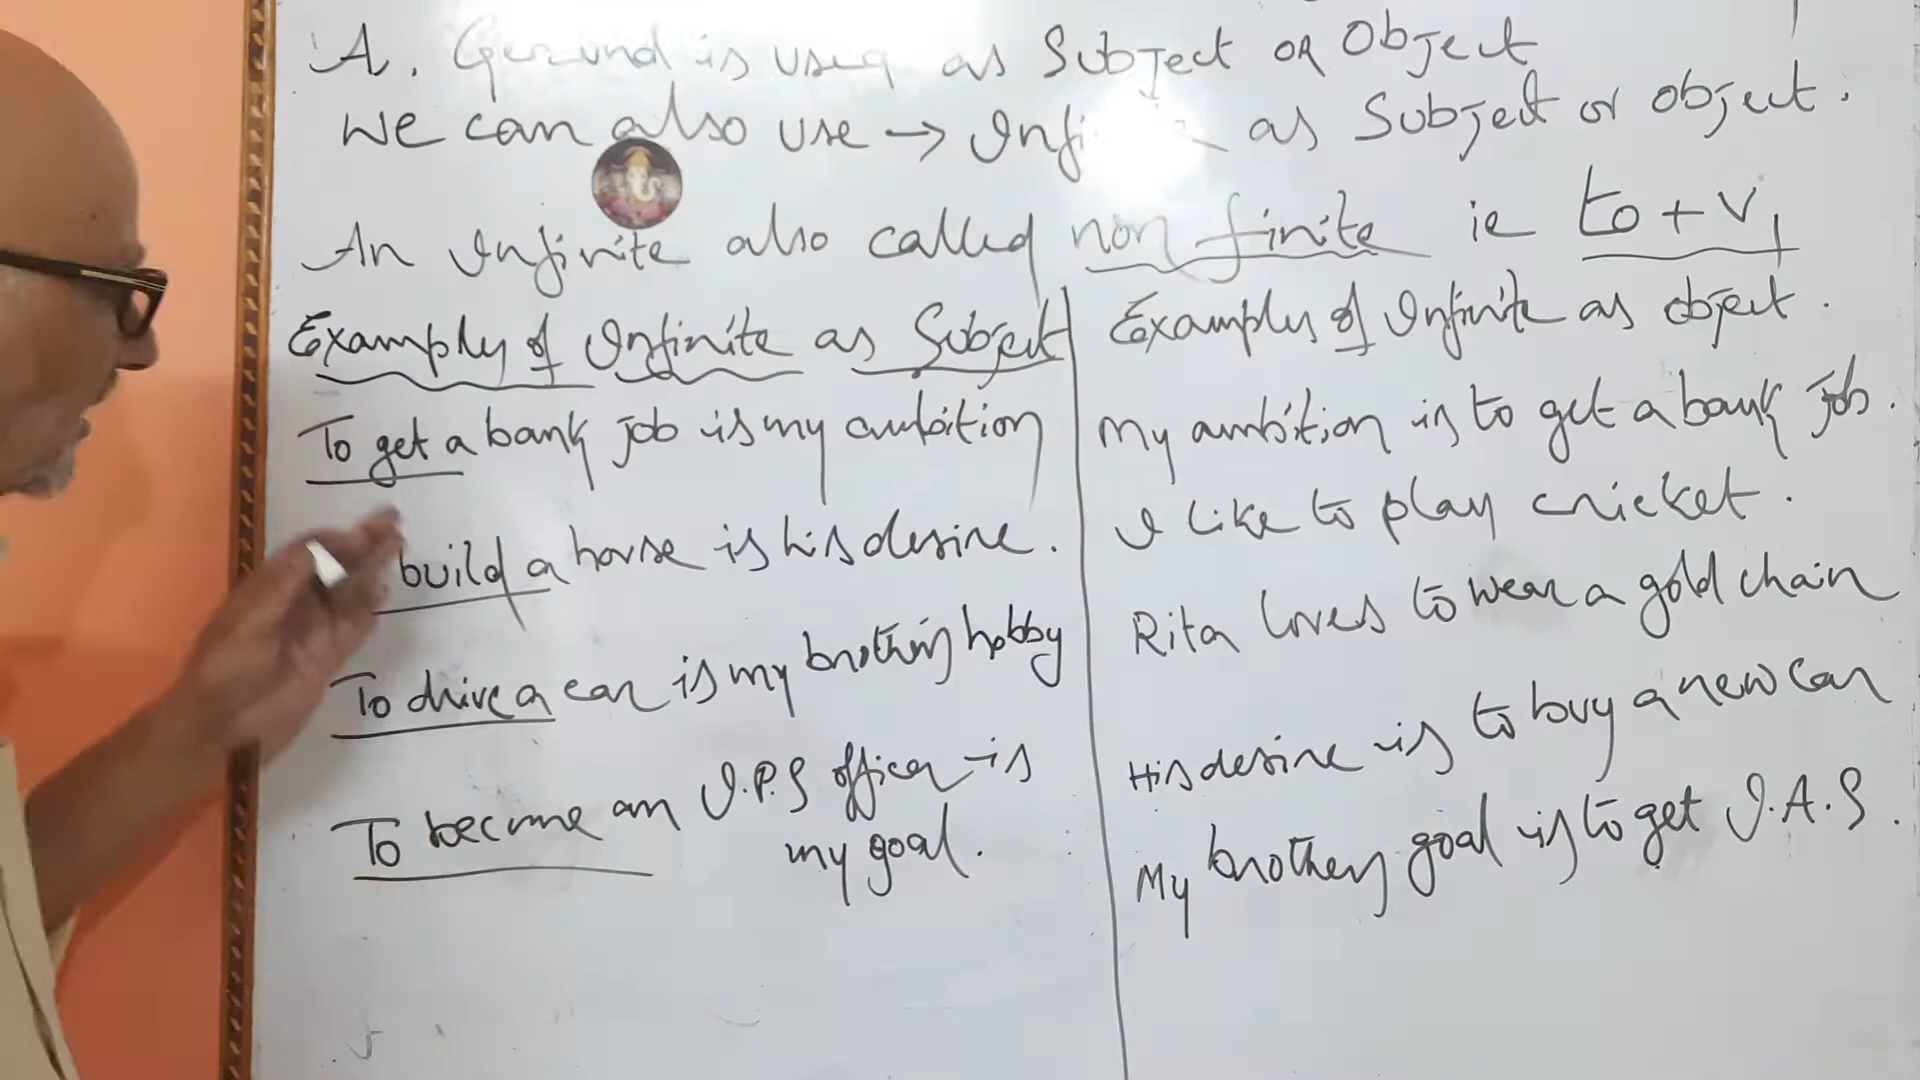 A. Gerund is used as Subject OR Object
We can also use → Infi as Subject or object.
An Infinite also called non finite ie to + V1
Examples of Infinite as Subject
To get a bank job is my ambition
build a house is his desire.
To drive a car is my brothers hobby
To become an I.P.S officer is
my goal.
Examples of Infinite as object.
My ambition is to get a bank job.
I like to play cricket.
Rita loves to wear a gold chain
His desire is to buy a new car
My brothers goal is to get I.A.S.